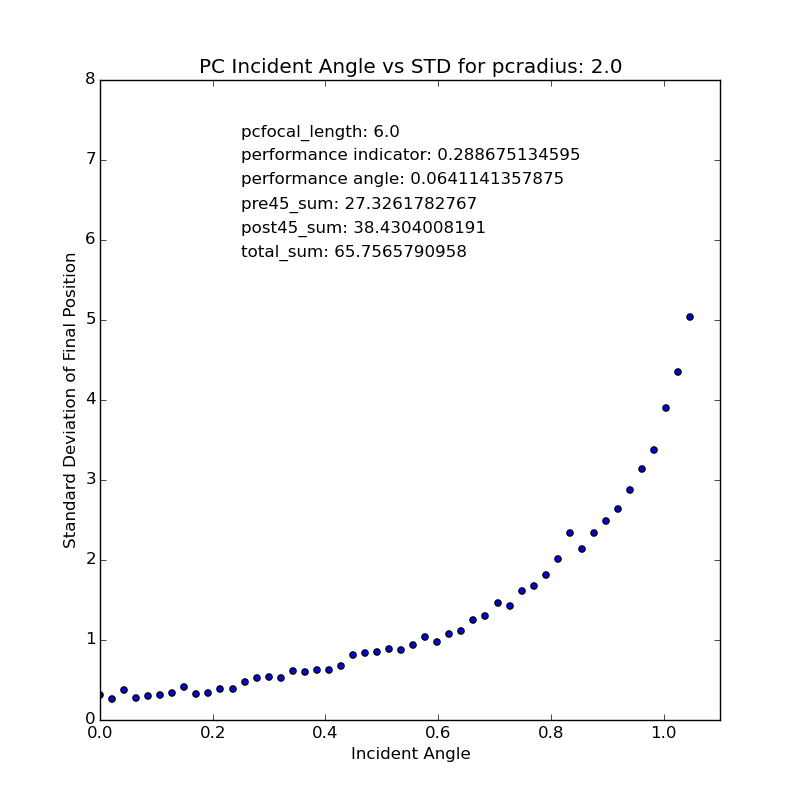 PC Incident Angle vs STD for pcradius: 2.0
pcfocal_length: 6.0
performance indicator: 0.288675134595
performance angle: 0.0641141357875
pre45_sum: 27.3261782767
post45_sum: 38.4304008191
total_sum: 65.7565790958
Standard Deviation of Final Position
8
7
6
5
4
3
2
1
0
0.0 0.2 0.4 0.6 0.8 1.0
Incident Angle